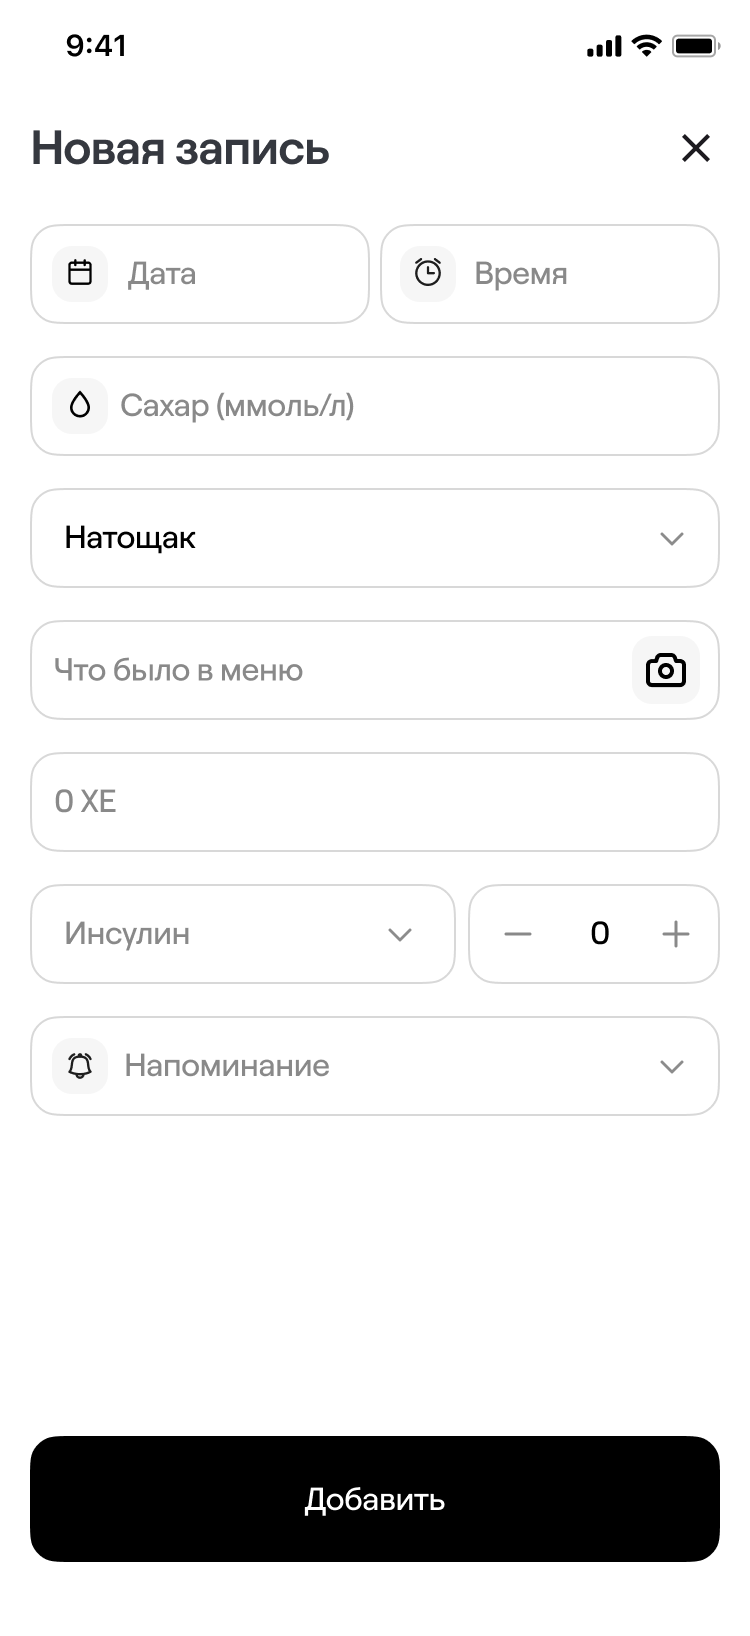 9:41
Новая запись
Дата
Время
Сахар (ммоль/л)
Натощак
Что было в меню
0 ХЕ
Инсулин
0
Напоминание
Добавить